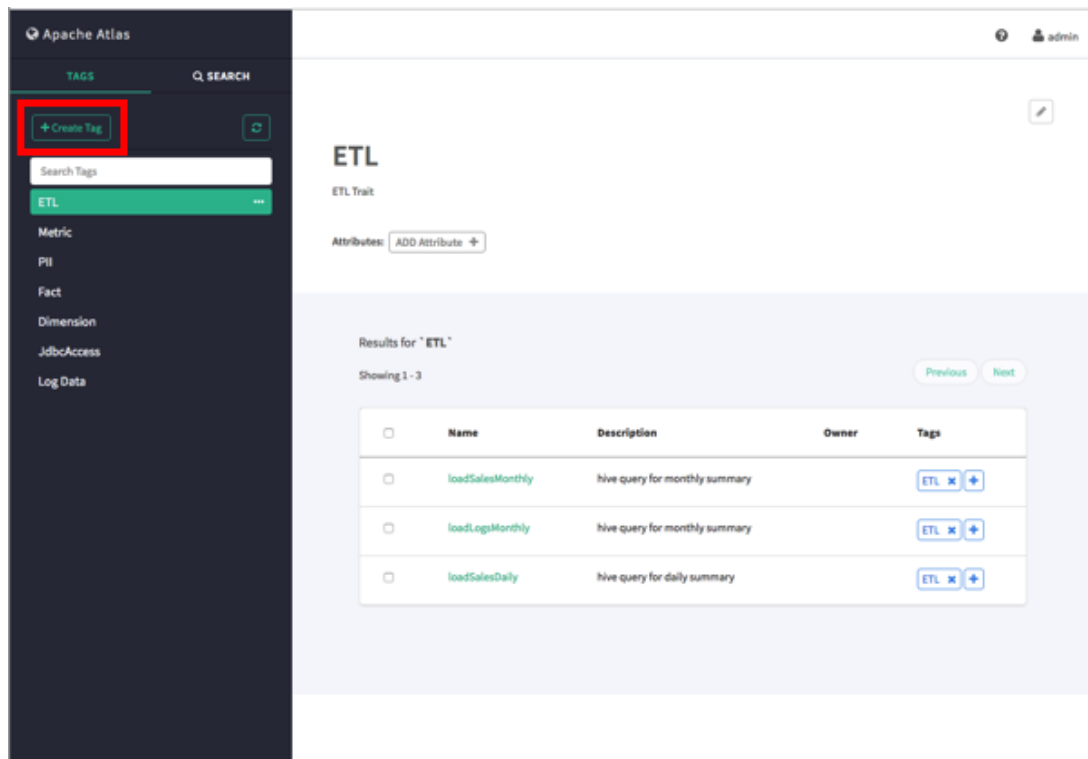 Apache Atlas
admin
TAGS
SEARCH
Create Tag
Search Tags
ETL
Metric
PII
Fact
Dimension
JdbcAccess
Log Data
ETL
ETL Trait
Attributes: ADD Attribute
Results for `ETL`
Showing 1 - 3
Previous Next
Name Description Owner Tags
loadSalesMonthly hive query for monthly summary ETL
loadLogsMonthly hive query for monthly summary ETL
loadSalesDaily hive query for daily summary ETL